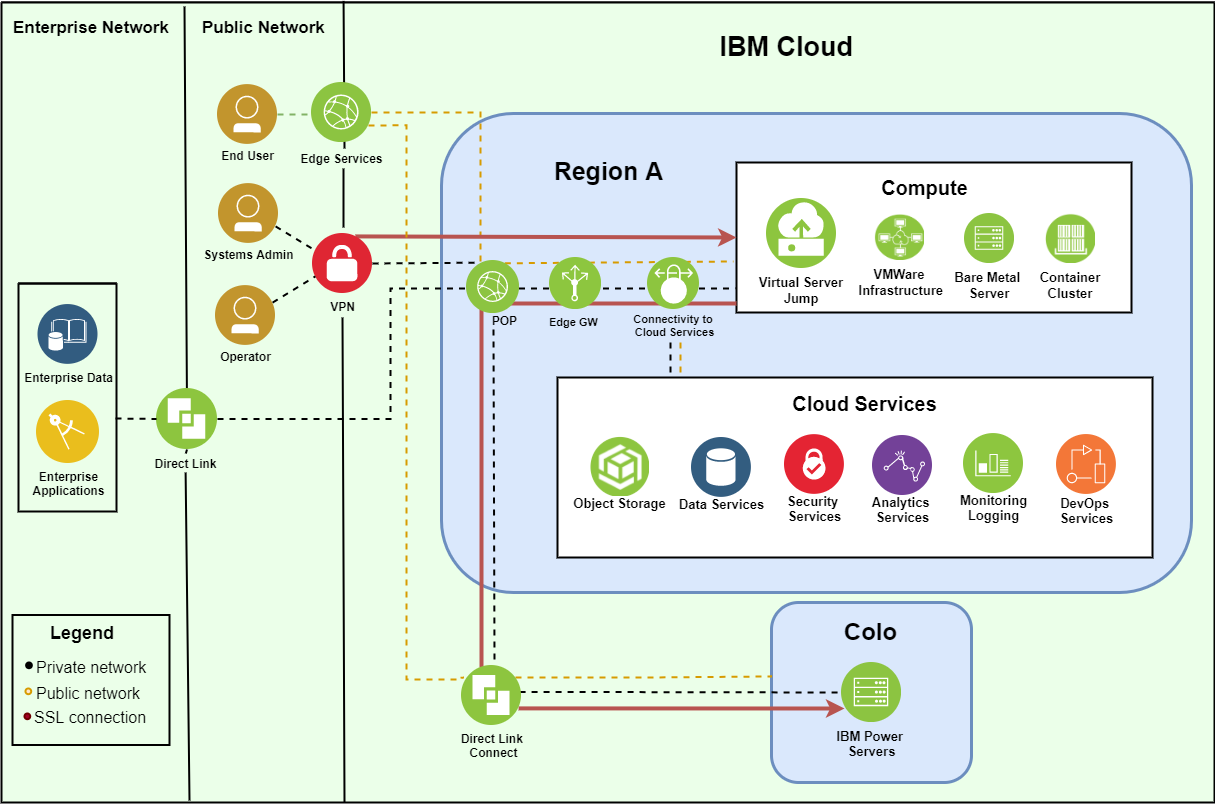 Enterprise Network
Public Network
IBM Cloud
End User
Edge Services
Systems Admin
VPN
Operator
Enterprise Data
Enterprise
Applications
Direct Link
Region A
Compute
Virtual Server
Jump
VMWare
Infrastructure
Bare Metal
Server
Container
Cluster
POP
Edge GW
Connectivity to
Cloud Services
Cloud Services
Object Storage
Data Services
Security
Services
Analytics
Services
Monitoring
Logging
DevOps
Services
Legend
Private network
Public network
SSL connection
Direct Link
Connect
Colo
IBM Power
Servers